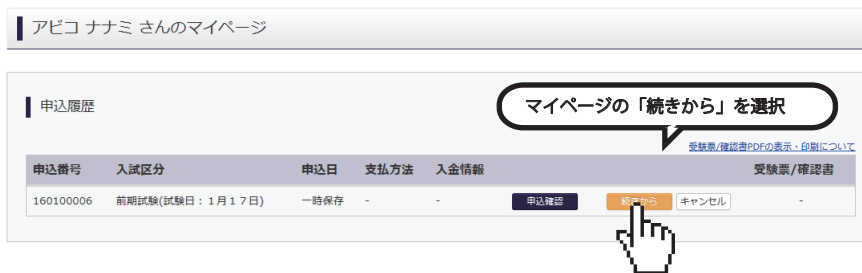 アビコ ナナミ さんのマイページ
申込履歴
マイページの「続きから」を選択
受験票/確認書PDFの表示・印刷について
申込番号 入試区分 申込日 支払方法 入金情報 受験票/確認書
160100006 前期試験(試験日：1月17日) 一時保存 - - 申込確認 続きから キャンセル -